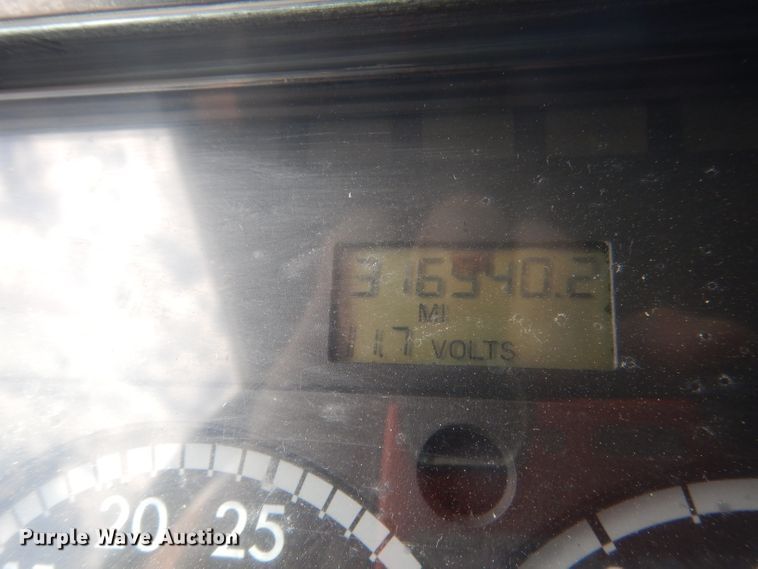 316540.2
MI
11.7 VOLTS
20 25
Purple Wave Auction